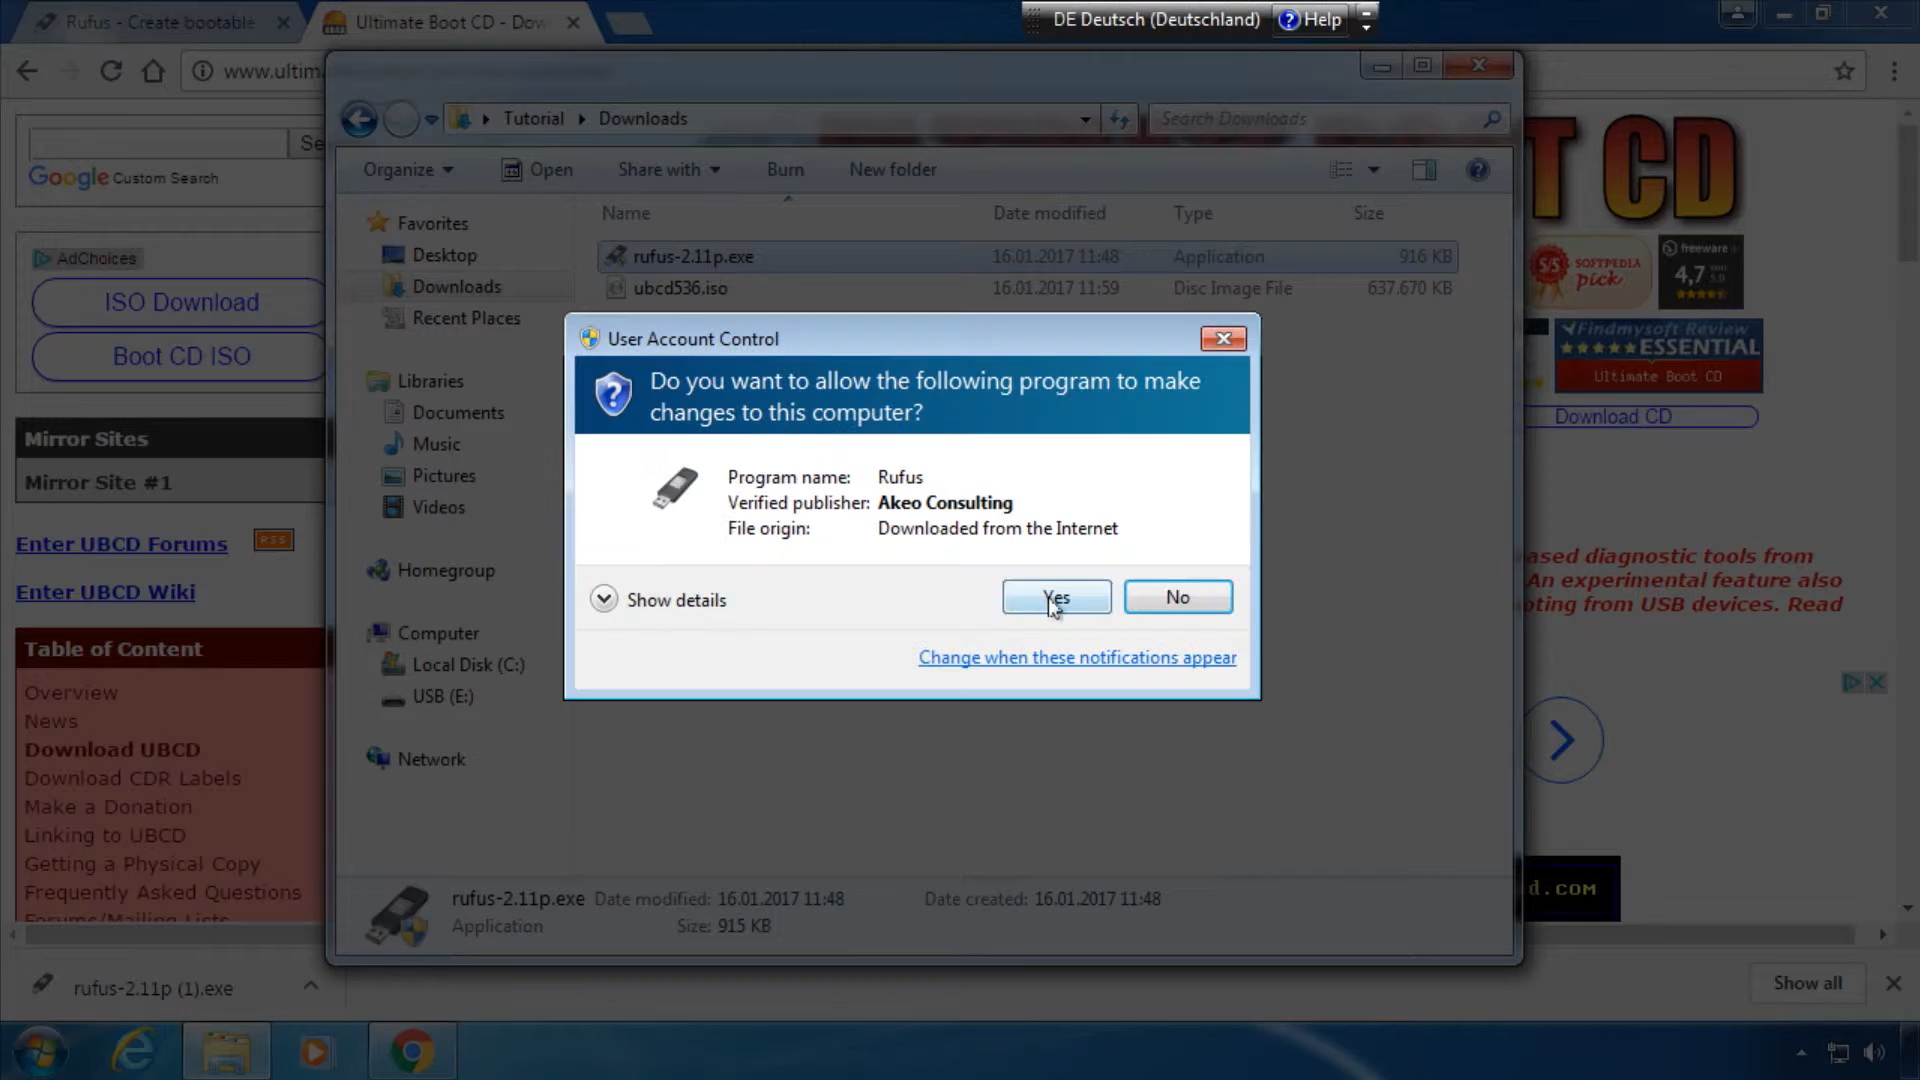 Rufus - Create bootable
Ultimate Boot CD - Dow
DE Deutsch (Deutschland)
Help
www.ultim
Tutorial
Downloads
Search Downloads
Se
Google Custom Search
Organize
Open
Share with
Burn
New folder
T CD
Name
Date modified
Type
Size
Favorites
Desktop
Downloads
Recent Places
rufus-2.11p.exe
16.01.2017 11:48
Application
916 KB
ubcd536.iso
16.01.2017 11:59
Disc Image File
637.670 KB
AdChoices
ISO Download
Boot CD ISO
S/S SOFTPEDIA
pick
freeware
4,7
5.0
Findmysoft Review
ESSENTIAL
Ultimate Boot CD
Download CD
Libraries
Documents
Music
Pictures
Videos
Homegroup
Computer
Local Disk (C:)
USB (E:)
Network
User Account Control
Do you want to allow the following program to make
changes to this computer?
Program name: Rufus
Verified publisher: Akeo Consulting
File origin: Downloaded from the Internet
Show details
Yes
No
Change when these notifications appear
Mirror Sites
Mirror Site #1
Enter UBCD Forums
RSS
Enter UBCD Wiki
Table of Content
Overview
News
Download UBCD
Download CDR Labels
Make a Donation
Linking to UBCD
Getting a Physical Copy
Frequently Asked Questions
Forums/Mailing Lists
ased diagnostic tools from
An experimental feature also
oting from USB devices. Read
d.com
rufus-2.11p.exe Date modified: 16.01.2017 11:48
Date created: 16.01.2017 11:48
Application
Size: 915 KB
rufus-2.11p (1).exe
Show all